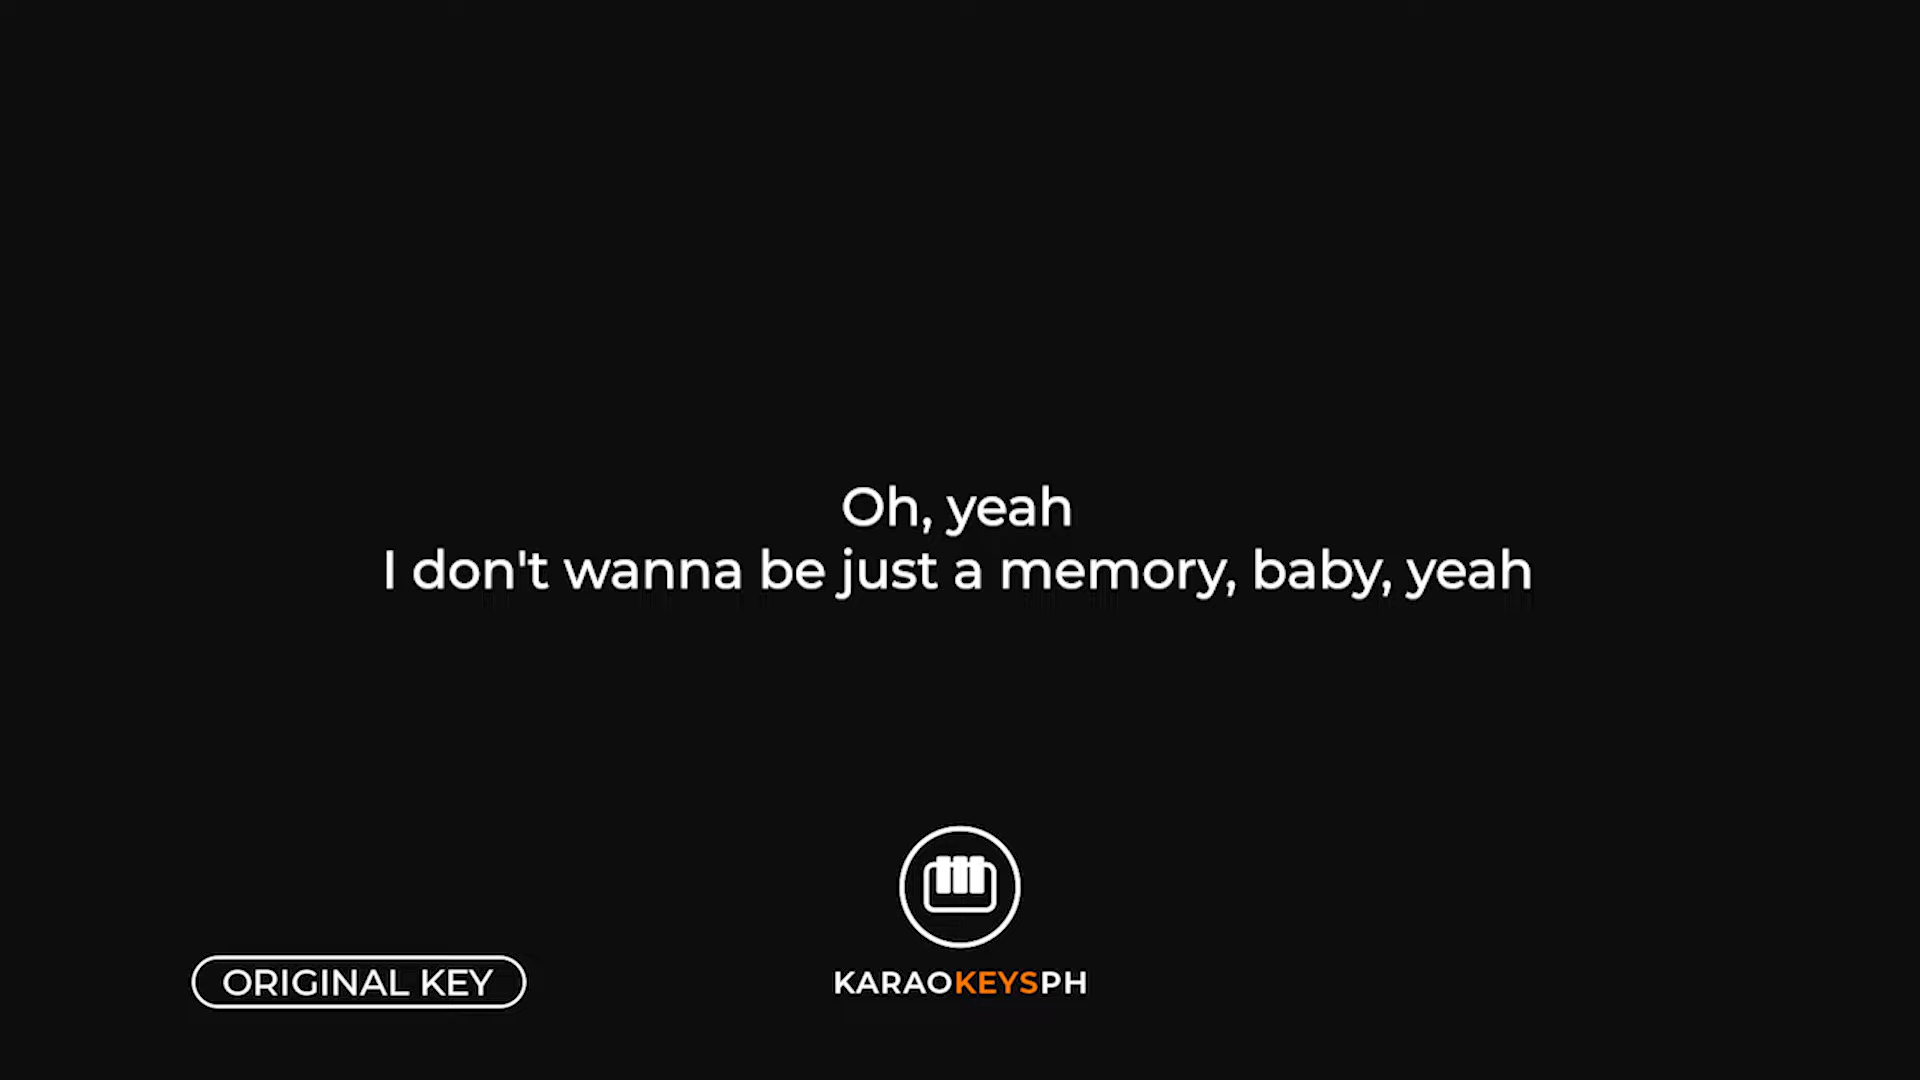 Oh, yeah
I don't wanna be just a memory, baby, yeah
ORIGINAL KEY
KARAOKEYSPH